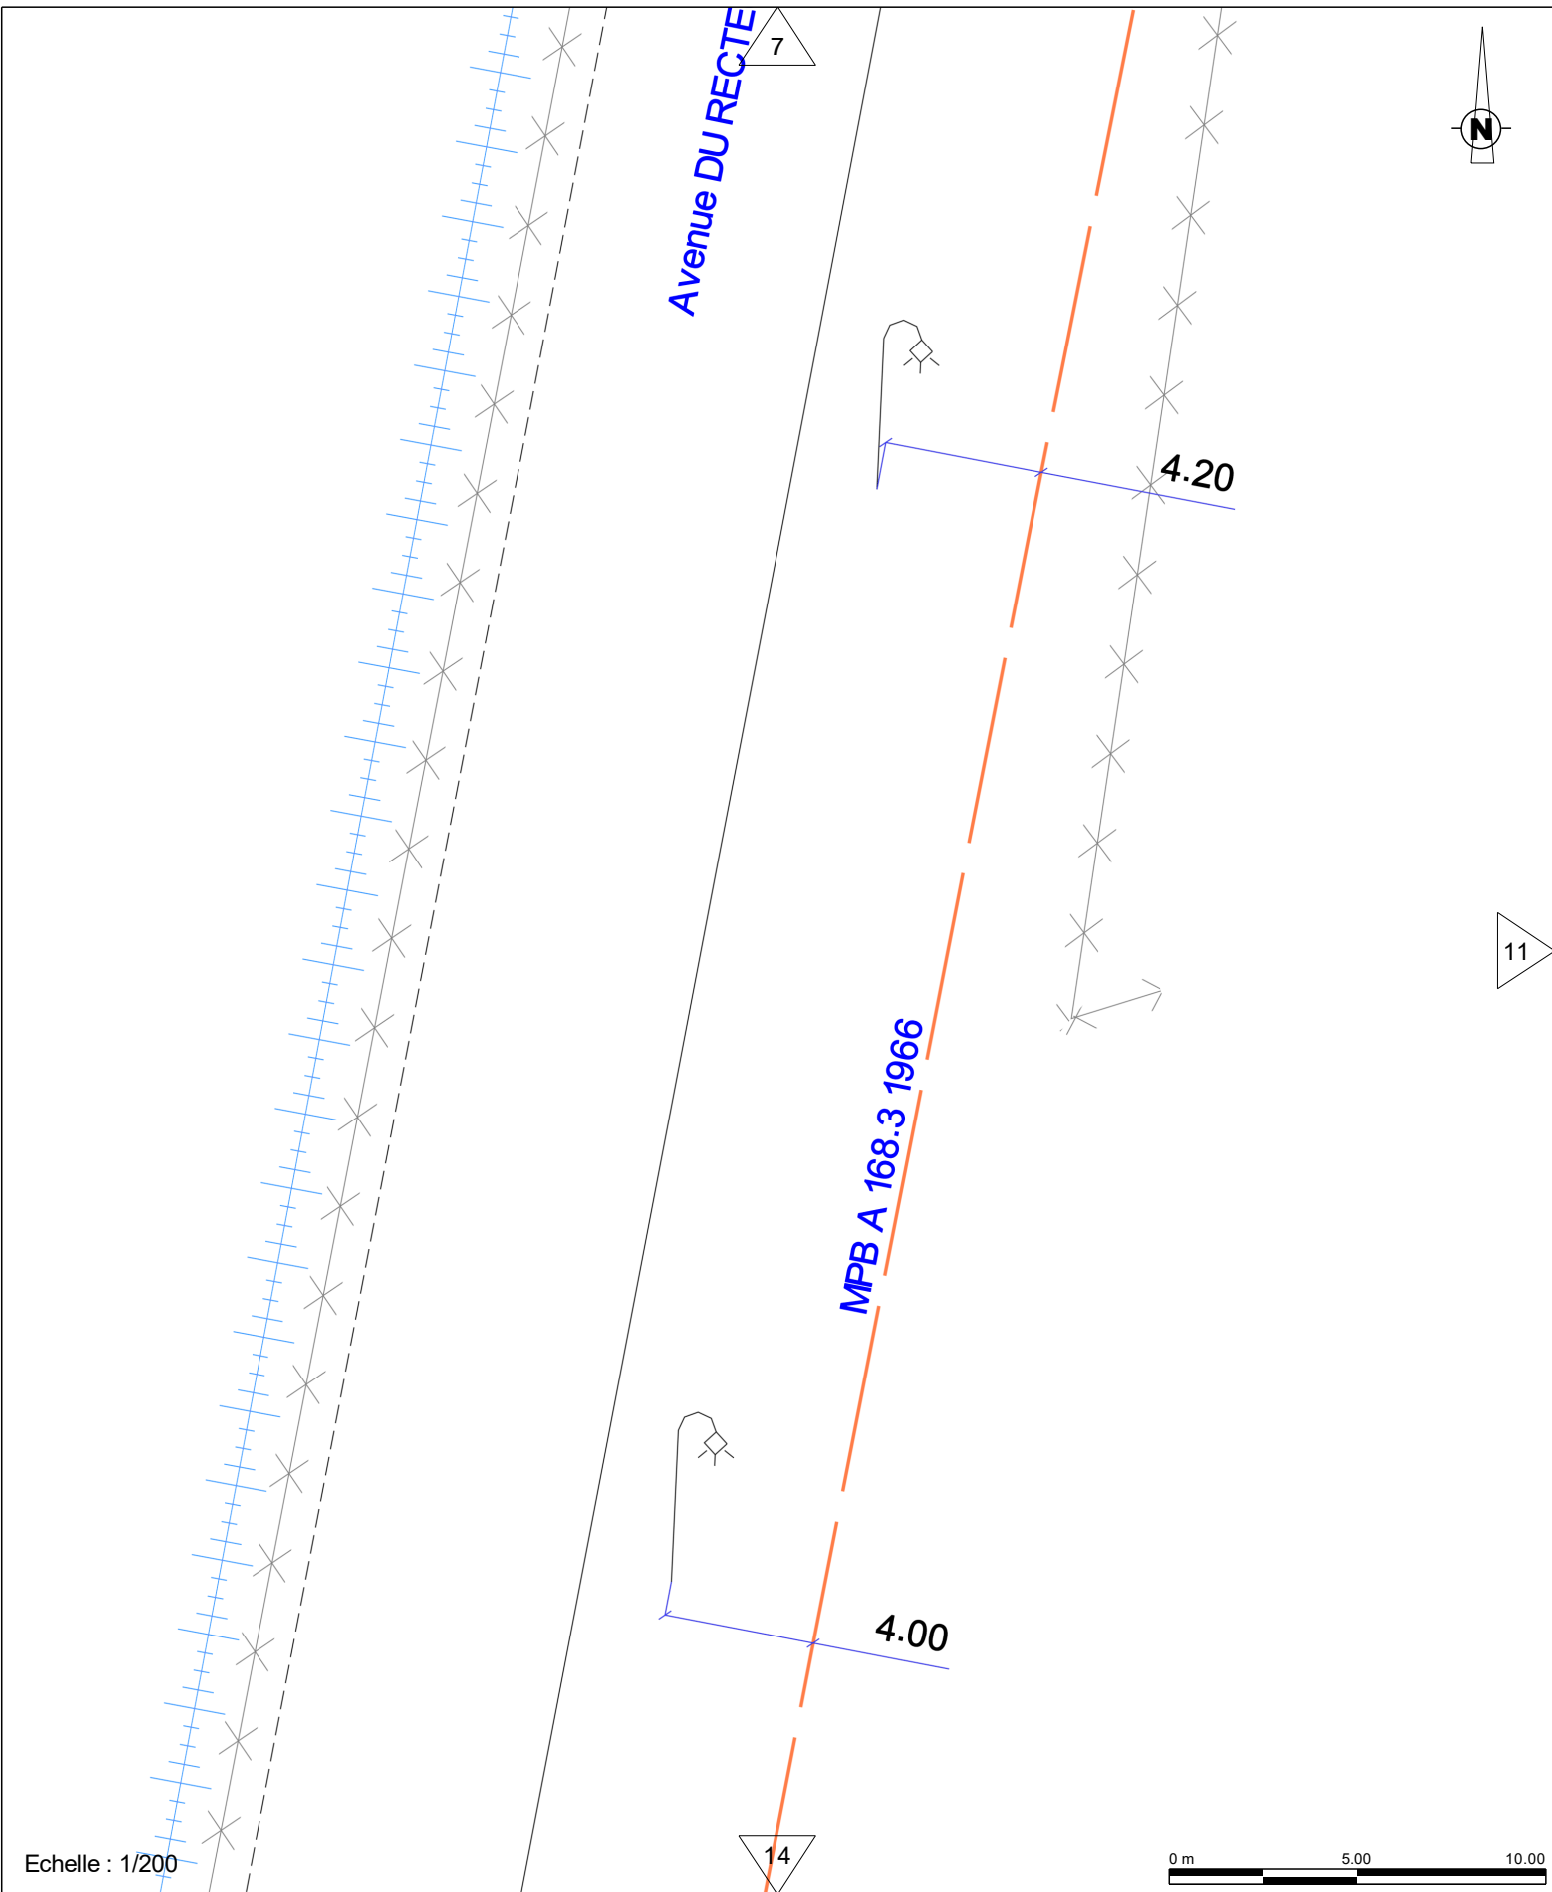 7
Avenue DU RECTE
N
4.20
11
MPB A 168.3 1966
4.00
14
Echelle : 1/200
0 m 5.00 10.00